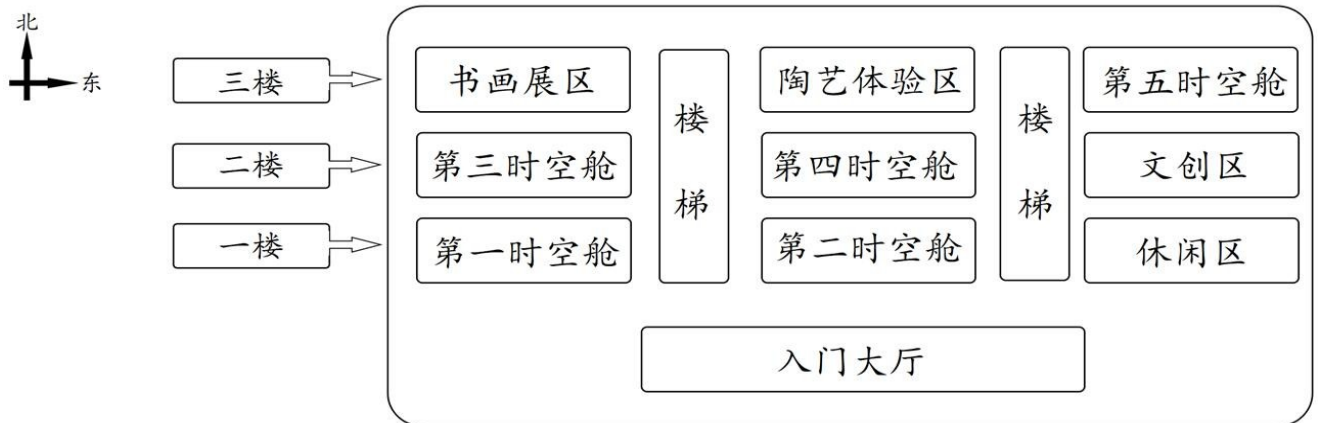 北
东
三楼
书画展区
陶艺体验区
第五时空舱
楼梯
楼梯
二楼
第三时空舱
第四时空舱
文创区
一楼
第一时空舱
第二时空舱
休闲区
入门大厅